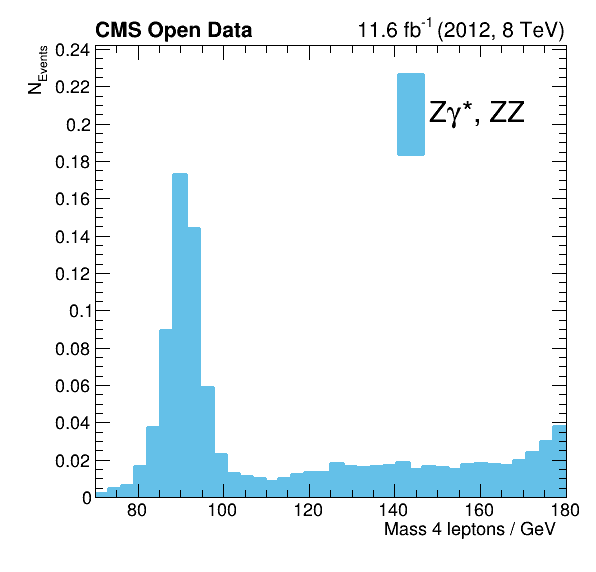 CMS Open Data 11.6 fb⁻¹ (2012, 8 TeV)
N_Events
0.24
0.22
0.2
0.18
0.16
0.14
0.12
0.1
0.08
0.06
0.04
0.02
0
Zγ*, ZZ
80 100 120 140 160 180
Mass 4 leptons / GeV